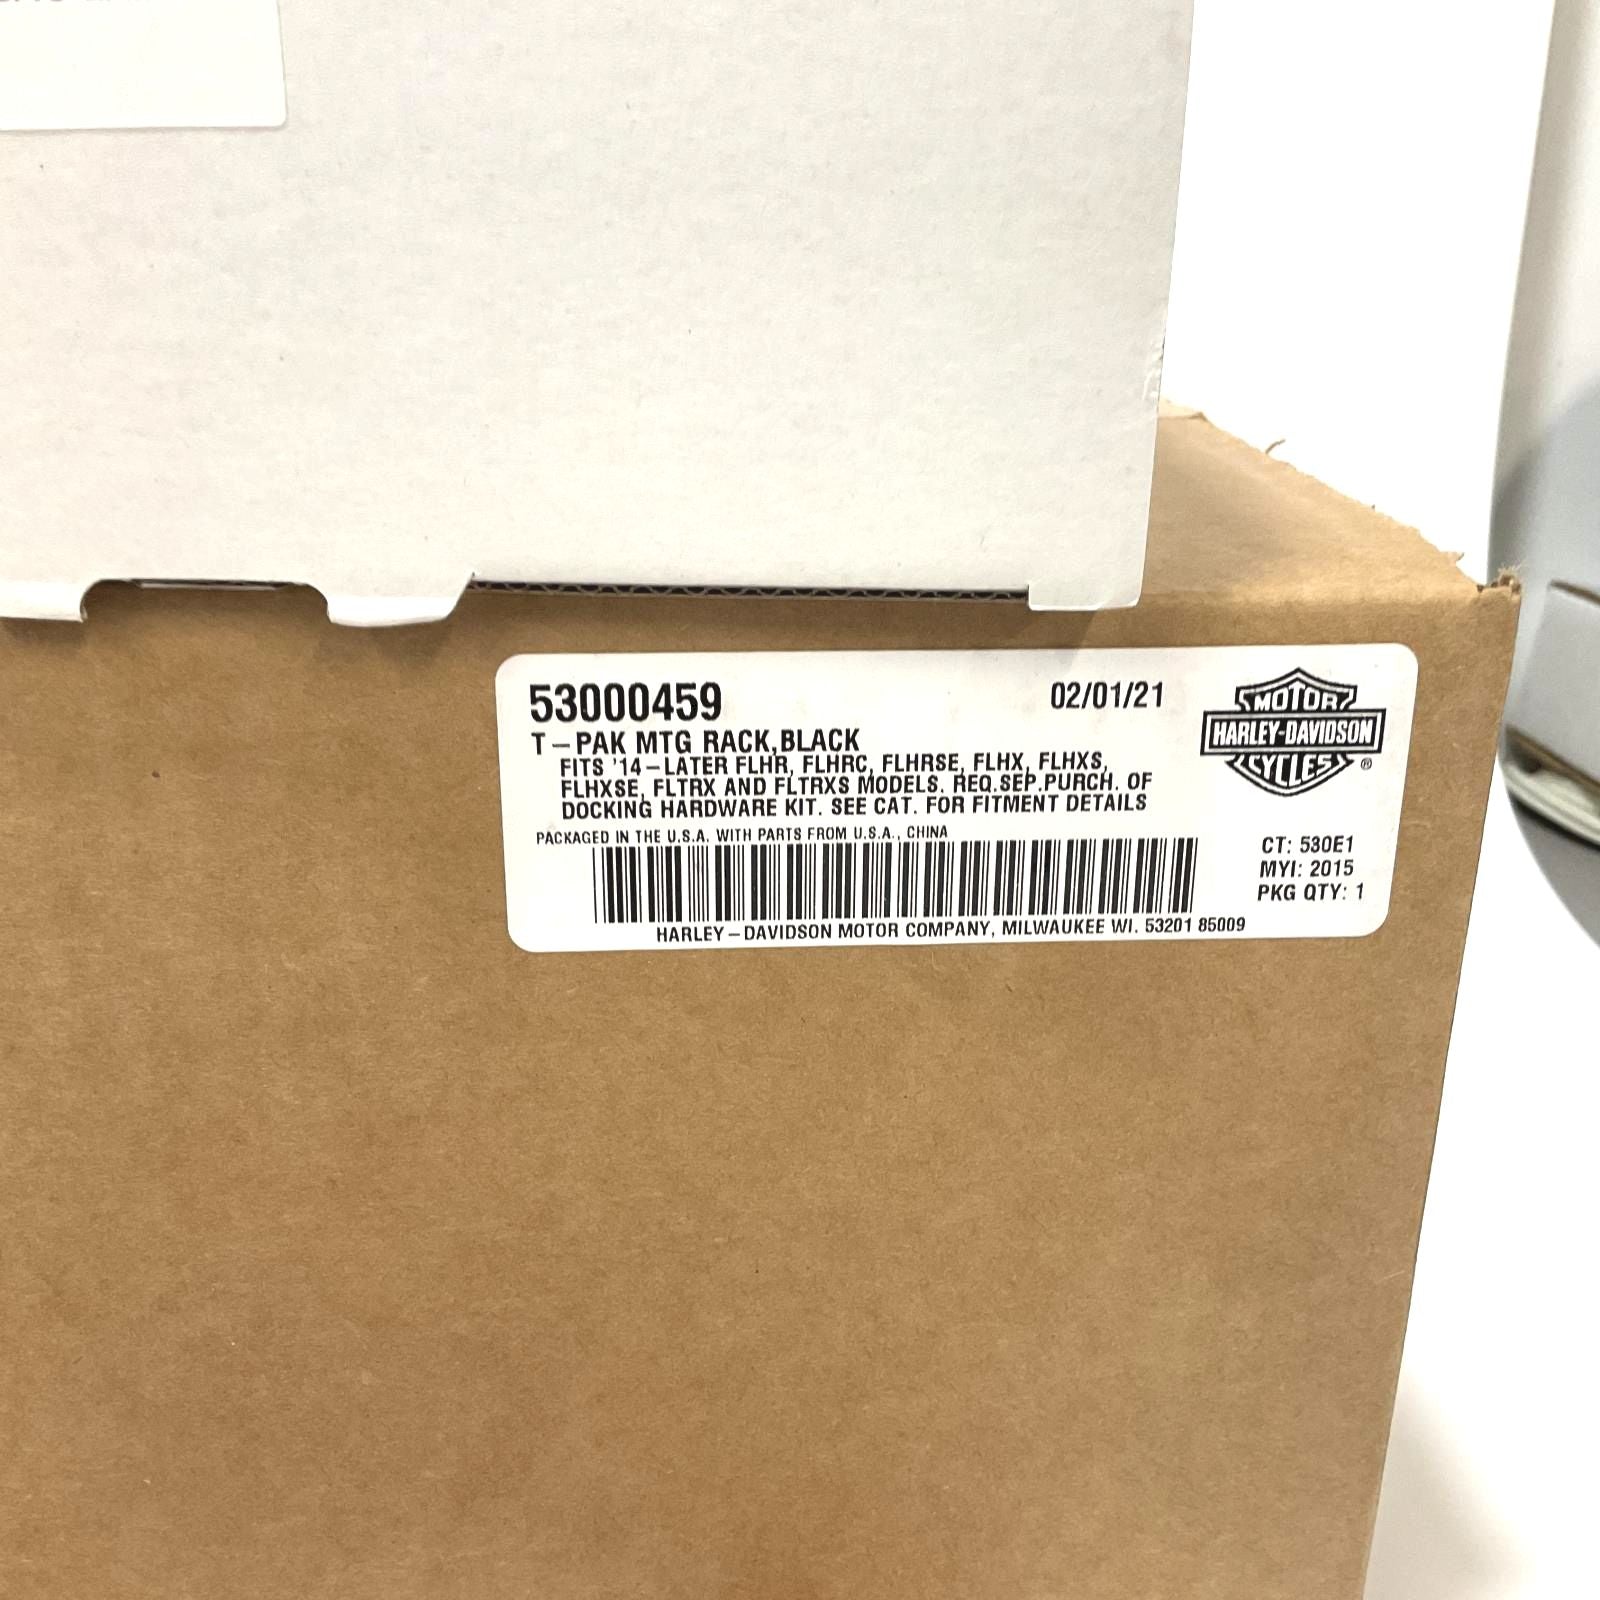 53000459
02/01/21
T-PAK MTG RACK,BLACK
FITS '14-LATER FLHR, FLHRC, FLHRSE, FLHX, FLHXS,
FLHXSE, FLTRX AND FLTRXS MODELS. REQ.SEP.PURCH. OF
DOCKING HARDWARE KIT. SEE CAT. FOR FITMENT DETAILS
PACKAGED IN THE U.S.A. WITH PARTS FROM U.S.A., CHINA
HARLEY-DAVIDSON MOTOR COMPANY, MILWAUKEE WI. 53201 85009
MOTOR
HARLEY-DAVIDSON
CYCLES
®
CT: 530E1
MYI: 2015
PKG QTY: 1